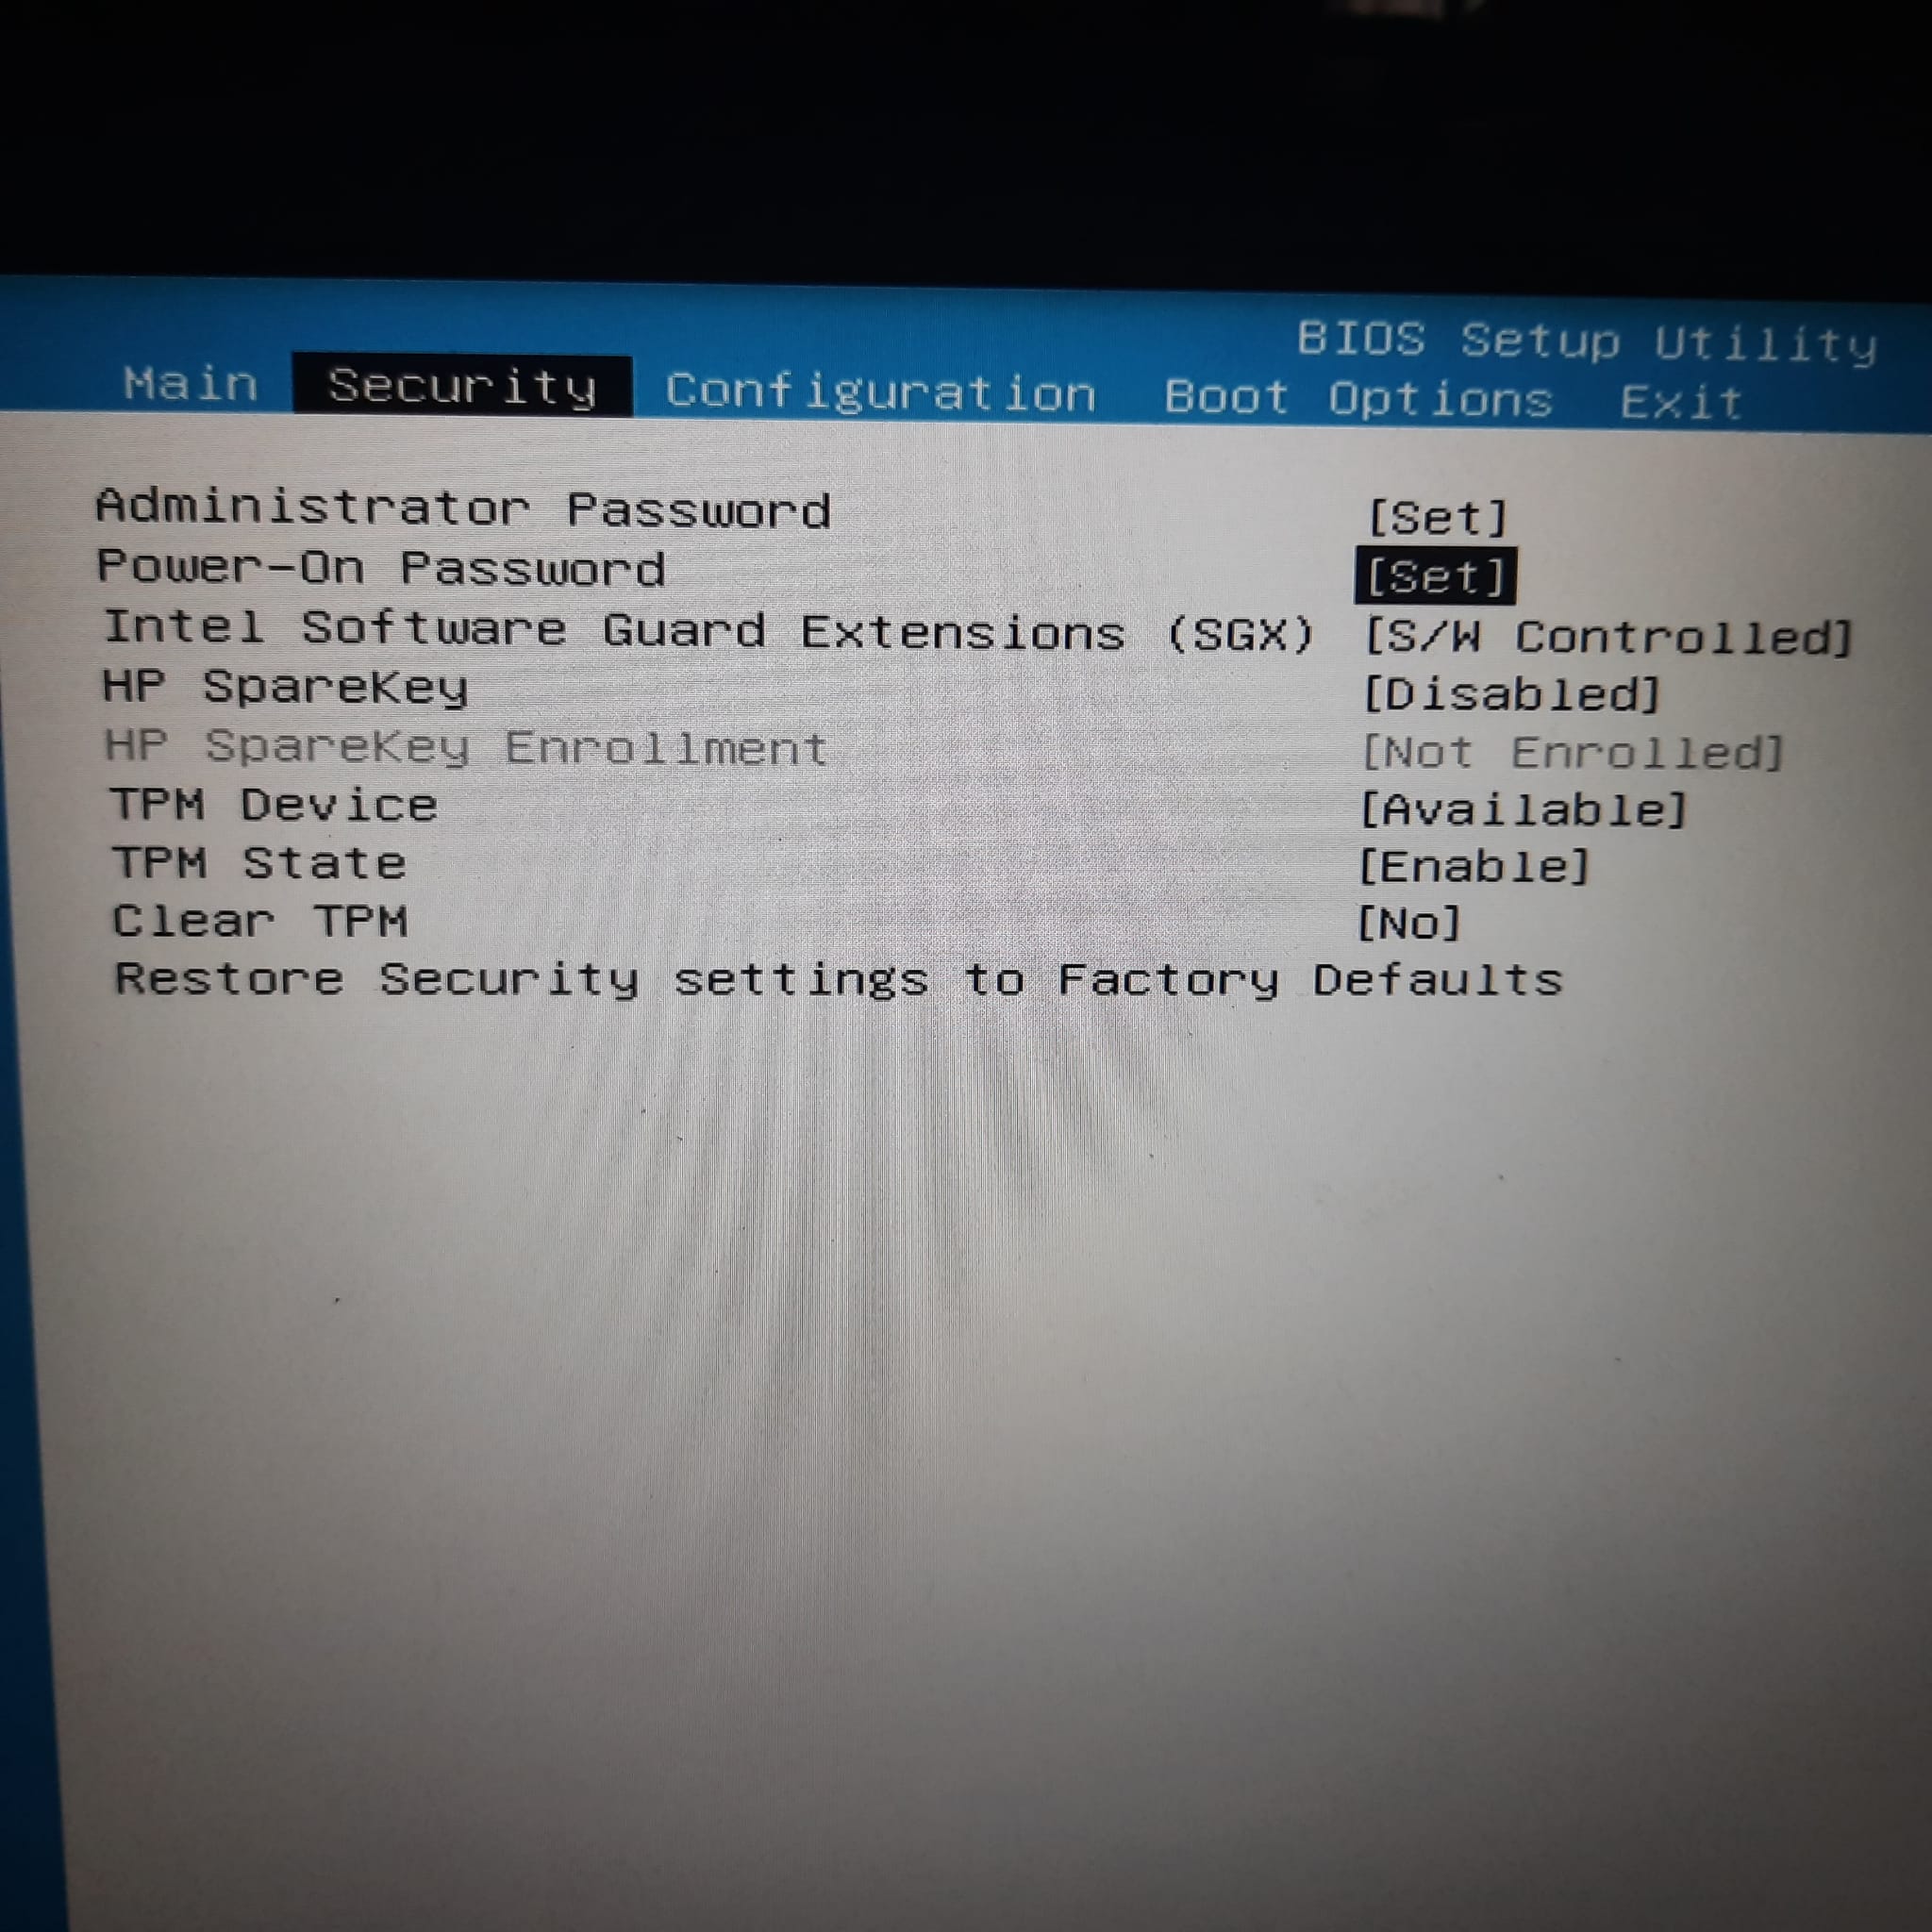 BIOS Setup Utility
Main Security Configuration Boot Options Exit
Administrator Password [Set]
Power-On Password [Set]
Intel Software Guard Extensions (SGX) [S/W Controlled]
HP SpareKey [Disabled]
HP SpareKey Enrollment [Not Enrolled]
TPM Device [Available]
TPM State [Enable]
Clear TPM [No]
Restore Security settings to Factory Defaults